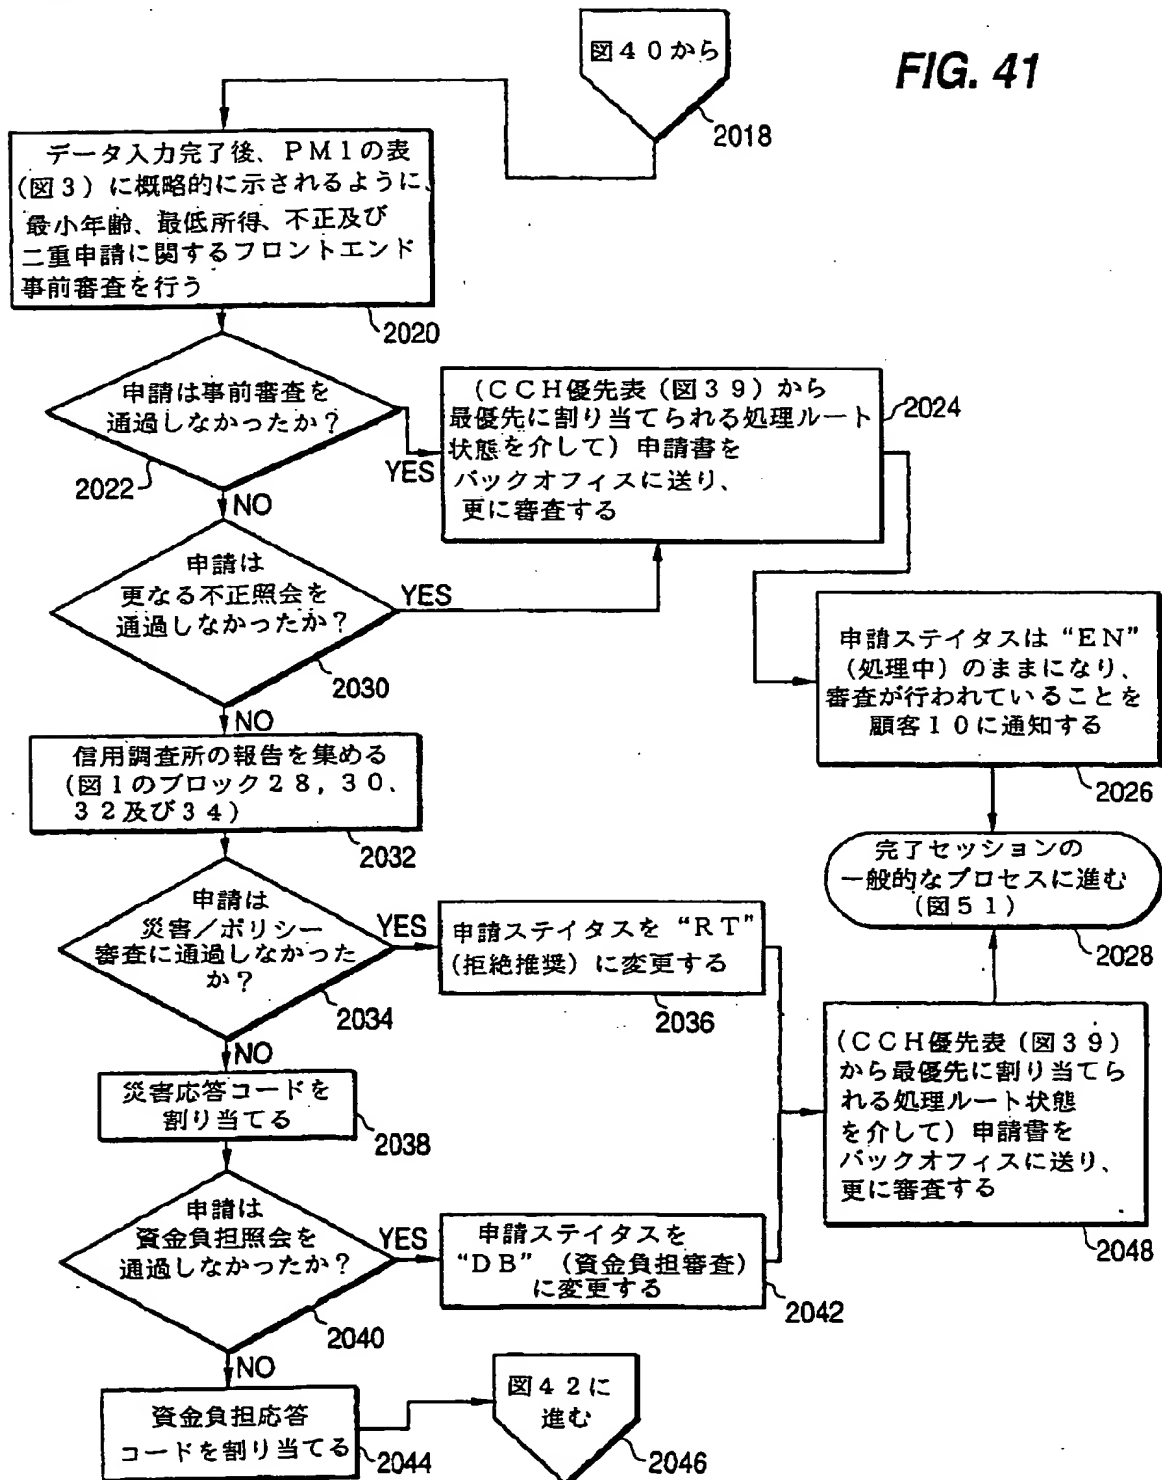 図40から
FIG. 41
2018
データ入力完了後、PM1の表
(図3)に概略的に示されるように、
最小年齢、最低所得、不正及び
二重申請に関するフロントエンド
事前審査を行う
2020
申請は事前審査を
通過しなかったか?
2022
YES
NO
(CCH優先表(図39)から
最優先に割り当てられる処理ルート
状態を介して)申請書を
バックオフィスに送り、
更に審査する
2024
申請は
更なる不正照会を
通過しなかったか?
YES
2030
NO
申請ステイタスは“EN”
(処理中)のままになり、
審査が行われていることを
顧客10に通知する
2026
信用調査所の報告を集める
(図1のブロック28,30、
32及び34)
2032
完了セッションの
一般的なプロセスに進む
(図51)
2028
申請は
災害/ポリシー
審査に通過しなかった
か?
YES
2034
NO
申請ステイタスを“RT”
(拒絶推奨)に変更する
2036
(CCH優先表(図39)
から最優先に割り当てら
れる処理ルート状態
を介して)申請書を
バックオフィスに送り、
更に審査する
2048
災害応答コードを
割り当てる
2038
申請は
資金負担照会を
通過しなかったか?
YES
2040
NO
申請ステイタスを
“DB”(資金負担審査)
に変更する
2042
資金負担応答
コードを割り当てる
2044
図42に
進む
2046